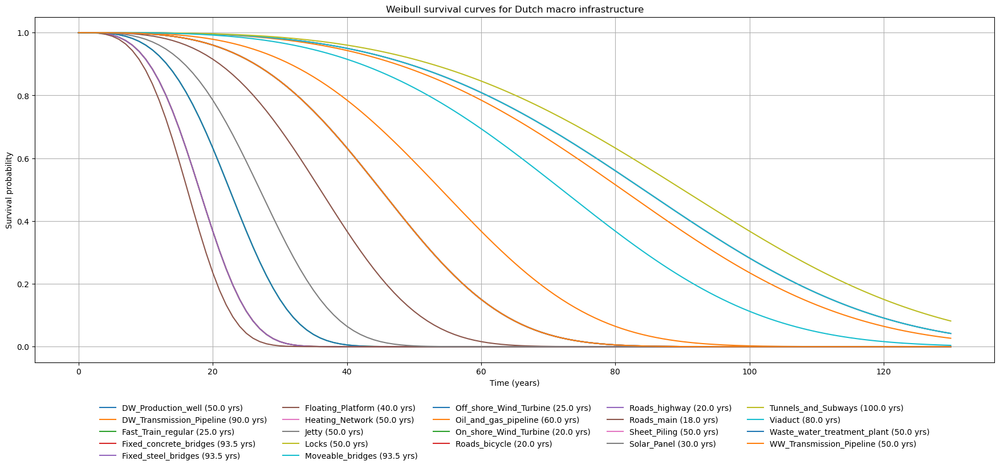 Weibull survival curves for Dutch macro infrastructure
1.0
0.8
0.6
0.4
0.2
0.0
Survival probability
0 20 40 60 80 100 120
Time (years)
DW_Production_well (50.0 yrs)
DW_Transmission_Pipeline (90.0 yrs)
Fast_Train_regular (25.0 yrs)
Fixed_concrete_bridges (93.5 yrs)
Fixed_steel_bridges (93.5 yrs)
Floating_Platform (40.0 yrs)
Heating_Network (50.0 yrs)
Jetty (50.0 yrs)
Locks (50.0 yrs)
Moveable_bridges (93.5 yrs)
Off_shore_Wind_Turbine (25.0 yrs)
Oil_and_gas_pipeline (60.0 yrs)
On_shore_Wind_Turbine (20.0 yrs)
Roads_bicycle (20.0 yrs)
Roads_highway (20.0 yrs)
Roads_main (18.0 yrs)
Sheet_Piling (50.0 yrs)
Solar_Panel (30.0 yrs)
Tunnels_and_Subways (100.0 yrs)
Viaduct (80.0 yrs)
Waste_water_treatment_plant (50.0 yrs)
WW_Transmission_Pipeline (50.0 yrs)